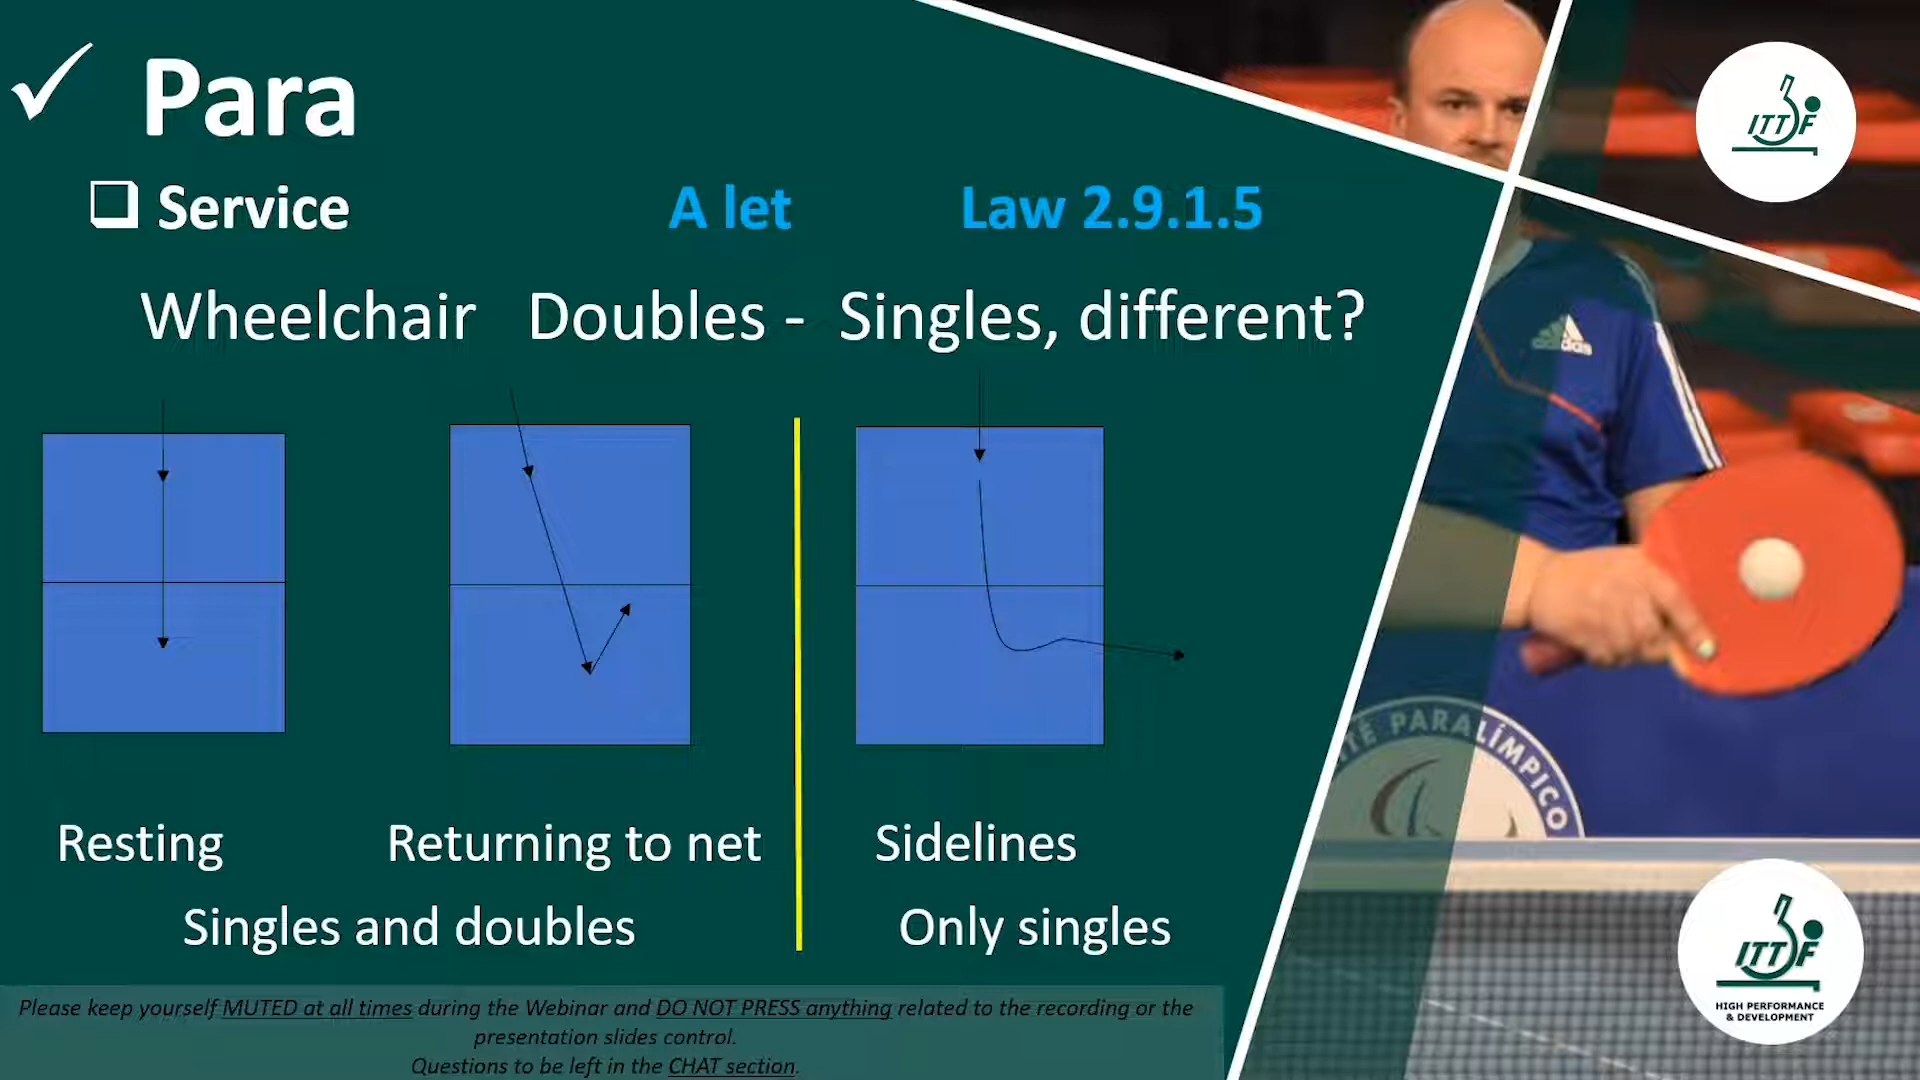 Para
Service
A let
Law 2.9.1.5
Wheelchair Doubles - Singles, different?
Resting
Returning to net
Sidelines
Singles and doubles
Only singles
Please keep yourself MUTED at all times during the Webinar and DO NOT PRESS anything related to the recording or the
presentation slides control.
Questions to be left in the CHAT section.
ITTF
adidas
PARALÍMPICO
ITTF
HIGH PERFORMANCE
& DEVELOPMENT